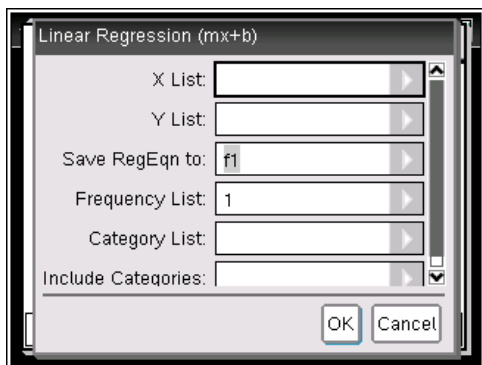 Linear Regression (mx+b)
X List:
Y List:
Save RegEqn to: f1
Frequency List: 1
Category List:
Include Categories:
OK Cancel